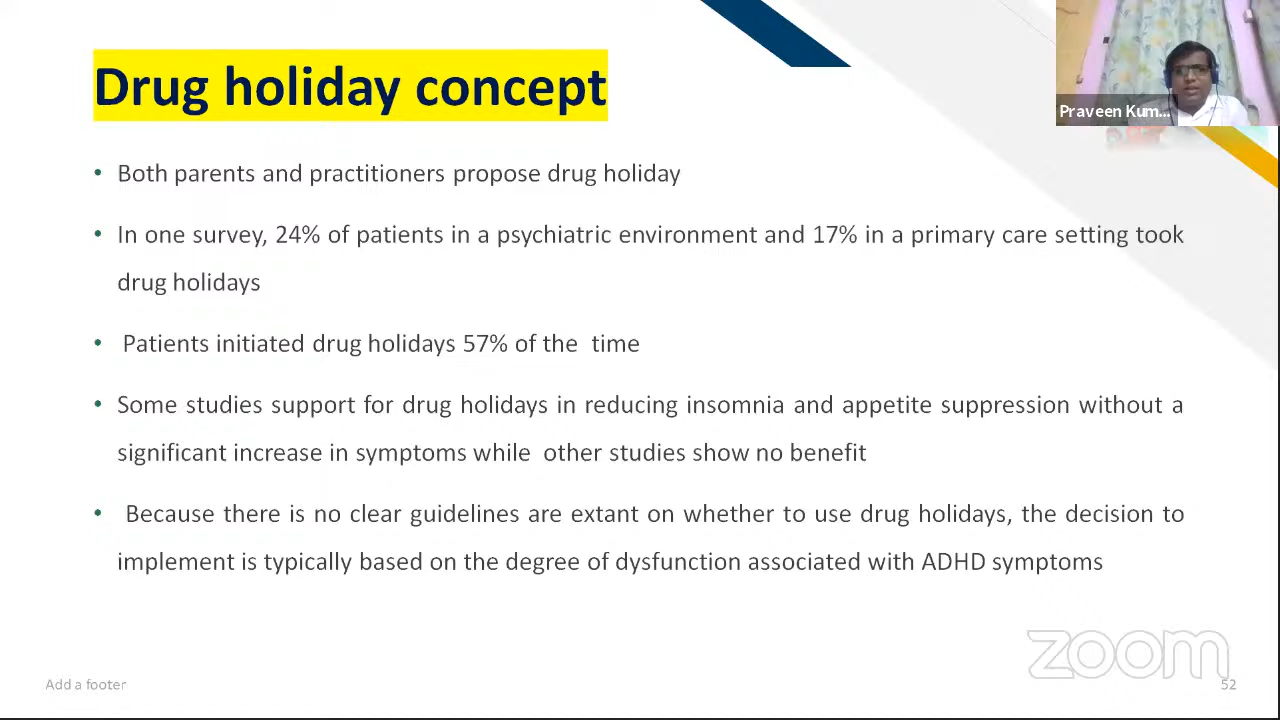 Drug holiday concept
Praveen Kum...
• Both parents and practitioners propose drug holiday
• In one survey, 24% of patients in a psychiatric environment and 17% in a primary care setting took
drug holidays
• Patients initiated drug holidays 57% of the time
• Some studies support for drug holidays in reducing insomnia and appetite suppression without a
significant increase in symptoms while other studies show no benefit
• Because there is no clear guidelines are extant on whether to use drug holidays, the decision to
implement is typically based on the degree of dysfunction associated with ADHD symptoms
zoom
Add a footer
52